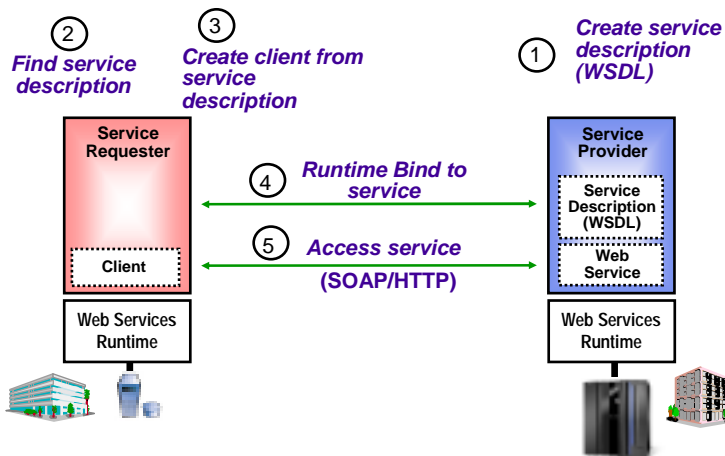 2
Find service
description
3
Create client from
service
description
1
Create service
description
(WSDL)
Service
Requester
Client
Web Services
Runtime
4
Runtime Bind to
service
5
Access service
(SOAP/HTTP)
Service
Provider
Service
Description
(WSDL)
Web
Service
Web Services
Runtime